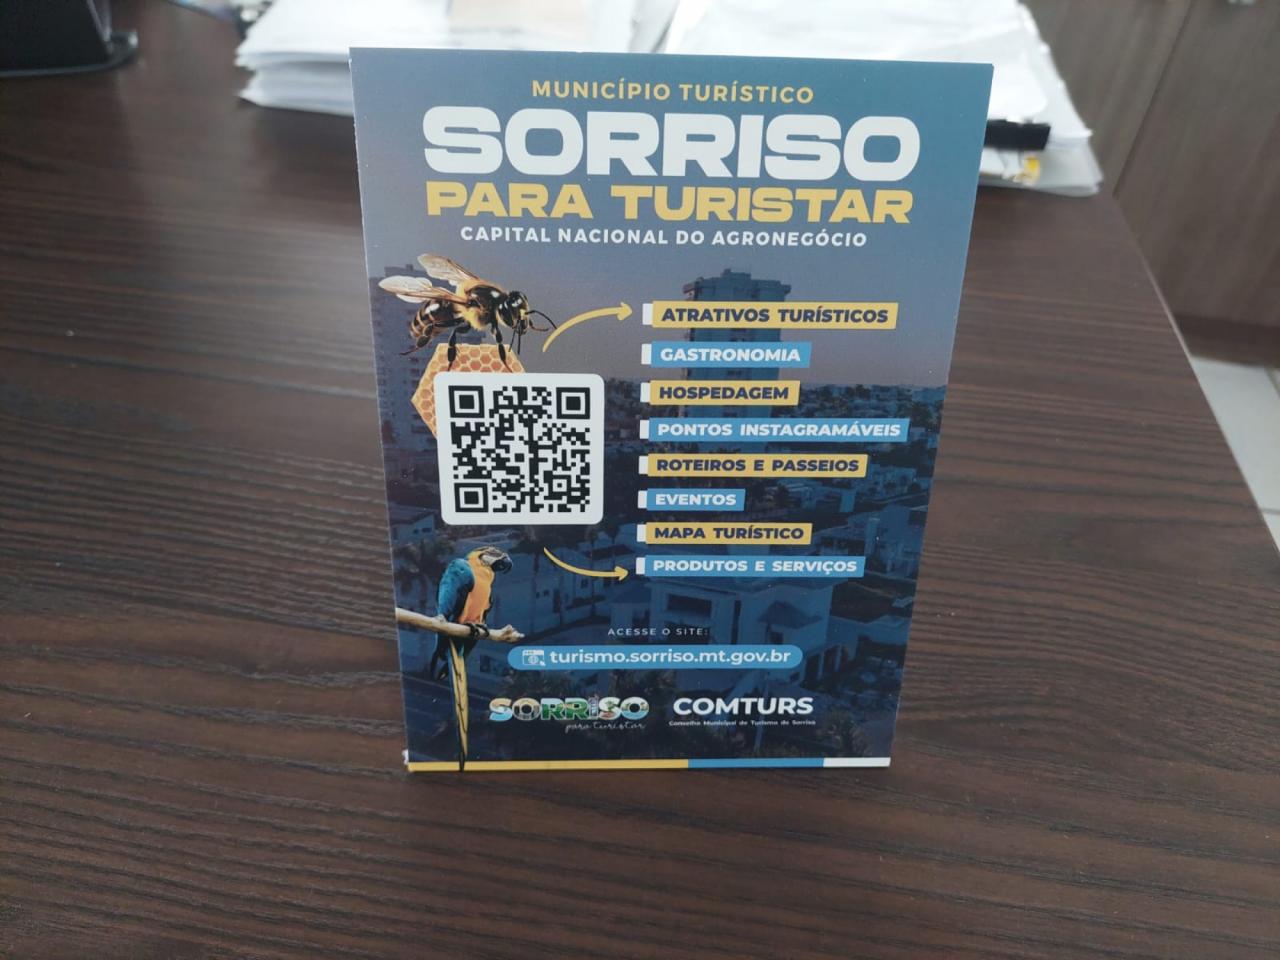 MUNICÍPIO TURÍSTICO
SORRISO
PARA TURISTAR
CAPITAL NACIONAL DO AGRONEGÓCIO
ATRATIVOS TURÍSTICOS
GASTRONOMIA
HOSPEDAGEM
PONTOS INSTAGRAMÁVEIS
ROTEIROS E PASSEIOS
EVENTOS
MAPA TURÍSTICO
PRODUTOS E SERVIÇOS
ACESSE O SITE:
turismo.sorriso.mt.gov.br
SORRISO
para turistar
COMTURS
Conselho Municipal de Turismo de Sorriso